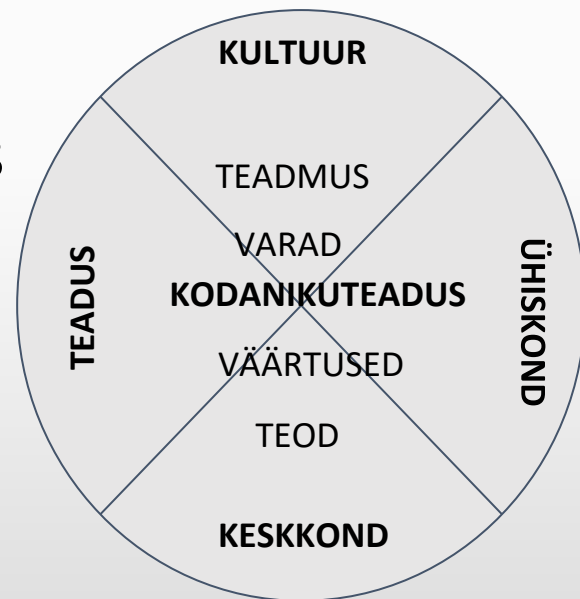 KULTUUR
TEADMUS
VARAD
TEADUS
KODANIKUTEADUS
ÜHISKOND
VÄÄRTUSED
TEOD
KESKKOND